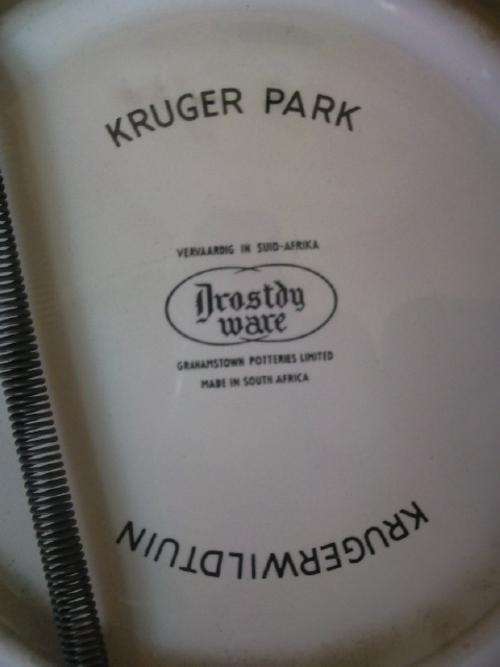 KRUGER PARK
VERVAARDIG IN SUID-AFRIKA
Drostdy
ware
GRAHAMSTOWN POTTERIES LIMITED
MADE IN SOUTH AFRICA
KRUGERWILDTUIN